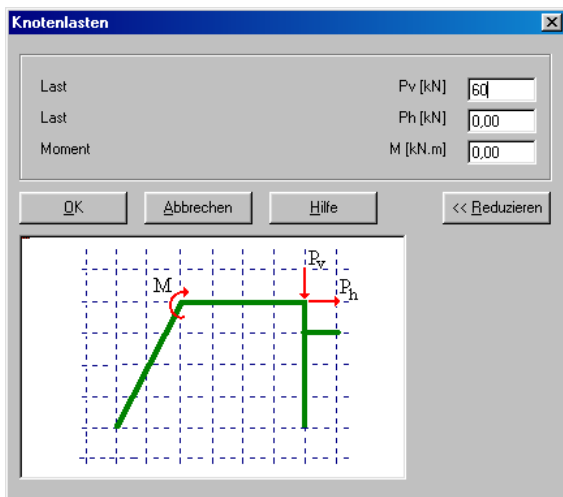 Knotenlasten
Last Pv [kN] 60
Last Ph [kN] 0,00
Moment M [kN.m] 0,00
OK Abbrechen Hilfe << Reduzieren
Pv
M Ph